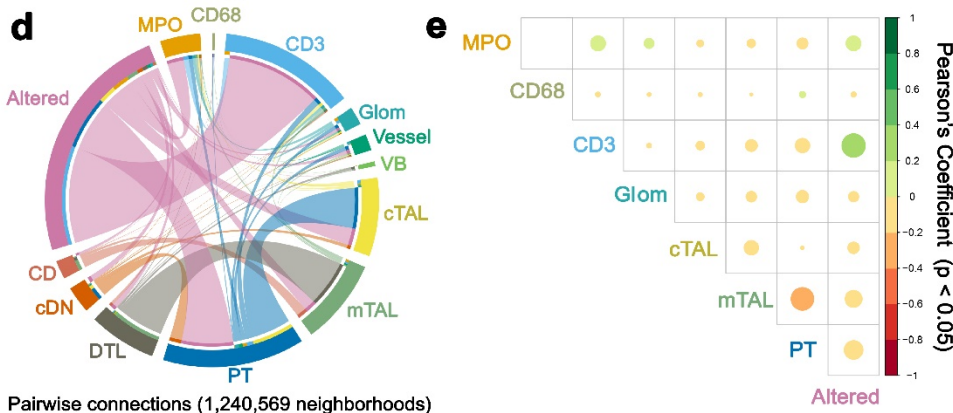 d
MPO
CD68
CD3
Altered
Glom
Vessel
VB
cTAL
CD
cDN
mTAL
DTL
PT
Pairwise connections (1,240,569 neighborhoods)
e
MPO
CD68
CD3
Glom
cTAL
mTAL
PT
Altered
1
0.8
0.6
0.4
0.2
0
−0.2
−0.4
−0.6
−0.8
−1
Pearson's Coefficient (p < 0.05)